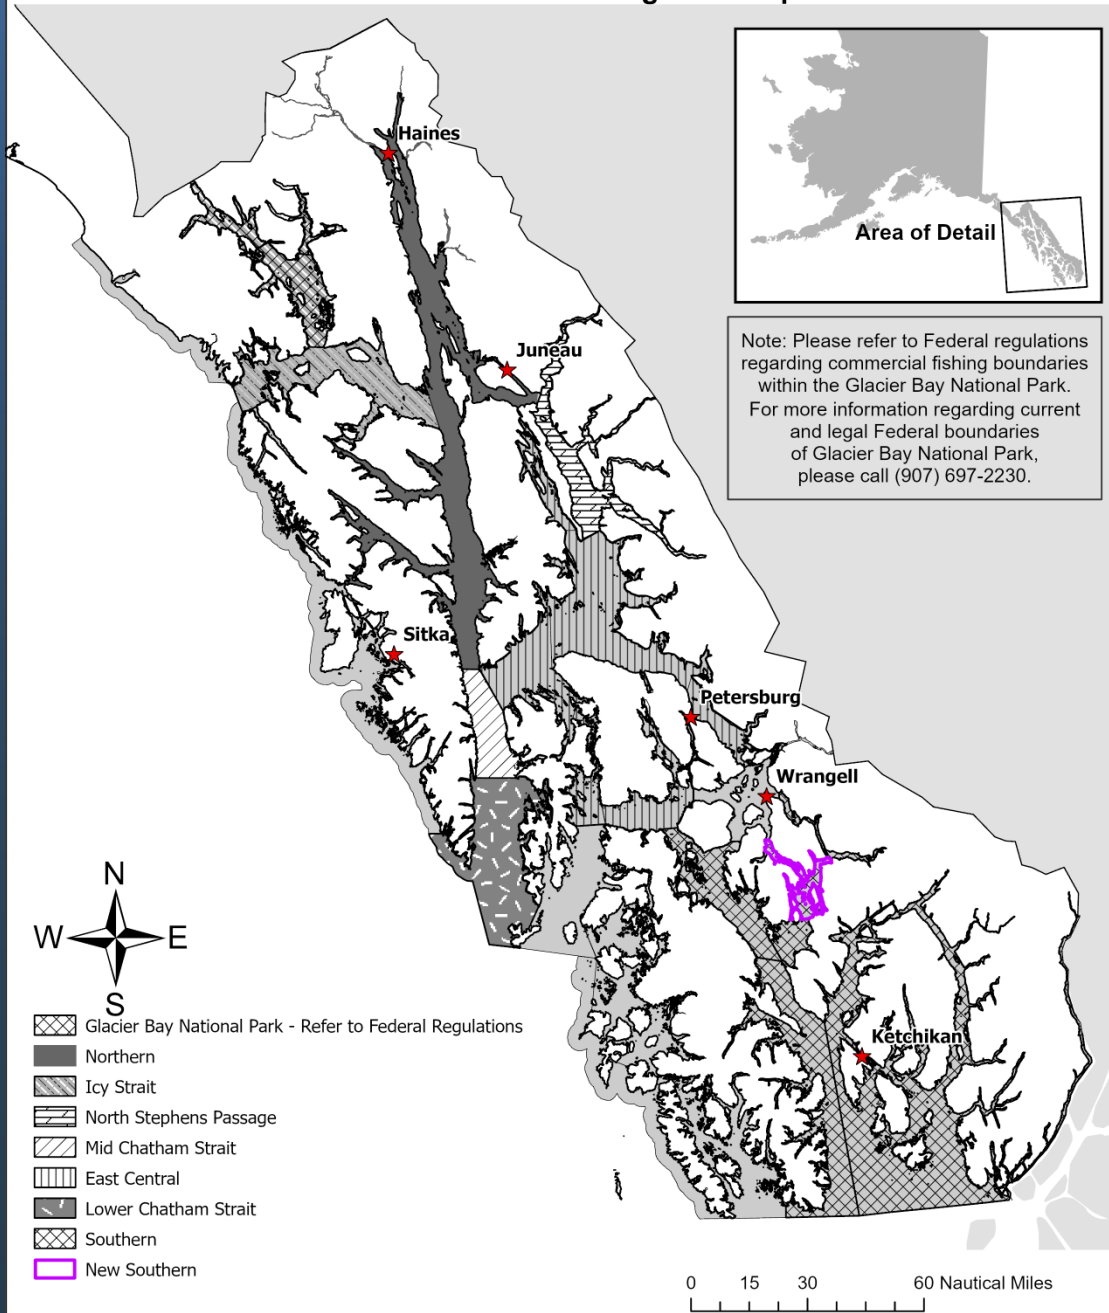 Haines
Area of Detail
Note: Please refer to Federal regulations
regarding commercial fishing boundaries
within the Glacier Bay National Park.
For more information regarding current
and legal Federal boundaries
of Glacier Bay National Park,
please call (907) 697-2230.
Juneau
Sitka
Petersburg
Wrangell
Ketchikan
N
W
E
S
Glacier Bay National Park - Refer to Federal Regulations
Northern
Icy Strait
North Stephens Passage
Mid Chatham Strait
East Central
Lower Chatham Strait
Southern
New Southern
0 15 30 60 Nautical Miles